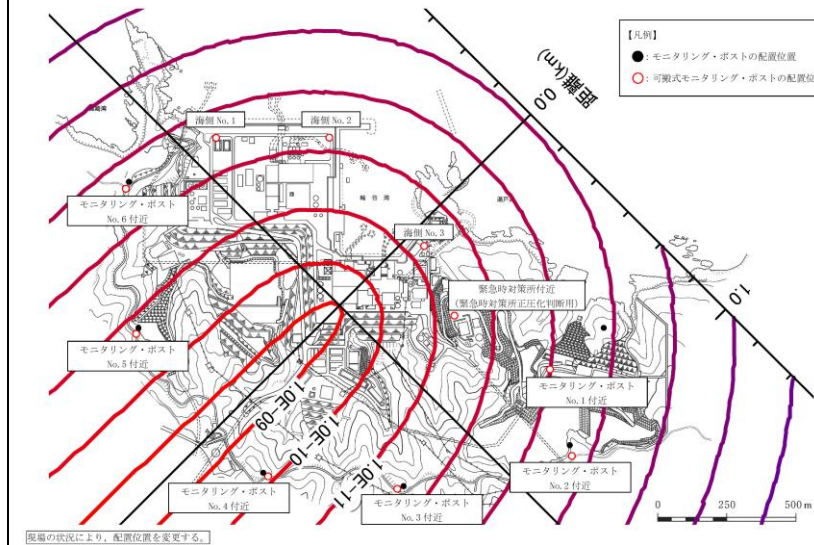 【凡例】
●：モニタリング・ポストの配置位置
○：可搬式モニタリング・ポストの配置位
距離(km)
0.0
1.0
海側 No.1
海側 No.2
輪谷湾
モニタリング・ポスト
No.6 付近
海側 No.3
緊急時対策所付近
(緊急時対策所正圧化判断用)
モニタリング・ポスト
No.5 付近
モニタリング・ポスト
No.1 付近
1.0E-09
1.0E-10
1.0E-11
モニタリング・ポスト
No.2 付近
モニタリング・ポスト
No.4 付近
モニタリング・ポスト
No.3 付近
0
250
500 m
現場の状況により、配置位置を変更する。